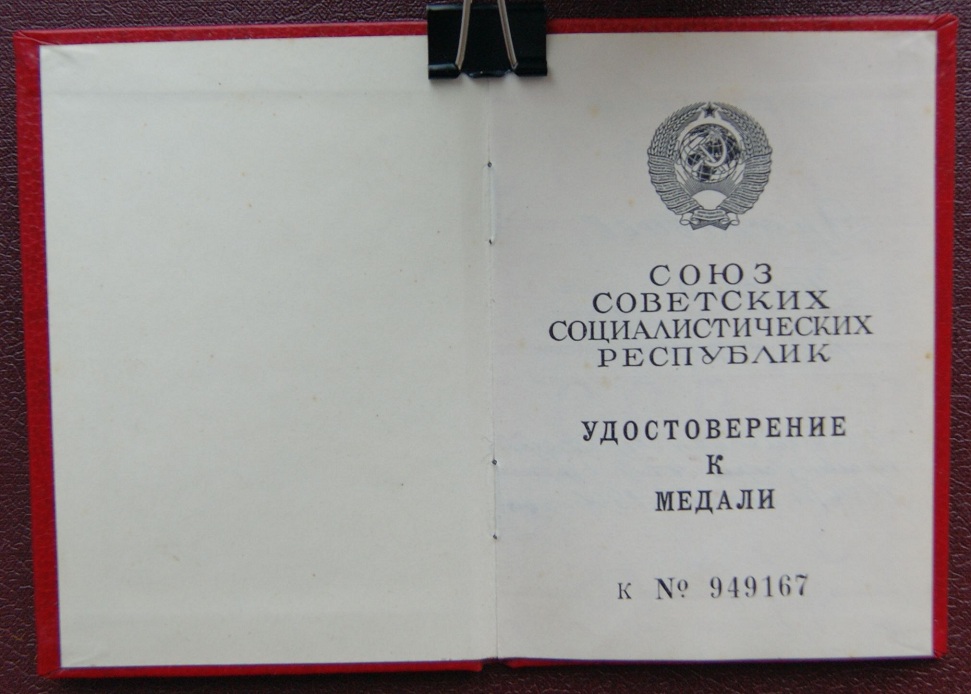 СОЮЗ
СОВЕТСКИХ
СОЦИАЛИСТИЧЕСКИХ
РЕСПУБЛИК
УДОСТОВЕРЕНИЕ
К
МЕДАЛИ
к № 949167